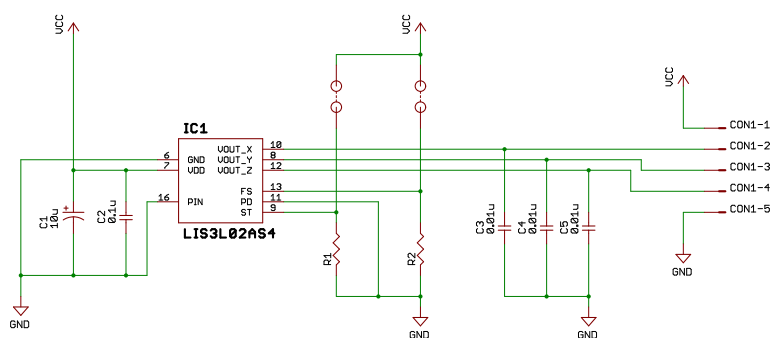 VCC
VCC
VCC
IC1
6 GND VOUT_X 10
7 VDD VOUT_Y 8
VOUT_Z 12
FS 13
16 PIN PD 11
ST 9
LIS3L02AS4
CON1-1
CON1-2
CON1-3
CON1-4
CON1-5
+
C1 10u
C2 0.1u
R1
R2
C3 0.01u
C4 0.01u
C5 0.01u
GND
GND
GND
GND